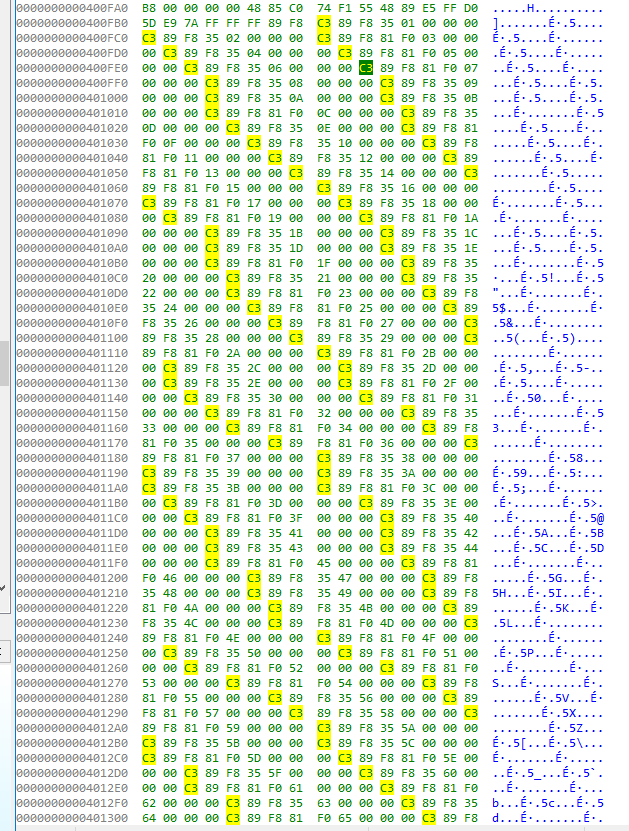 0000000000400FA0 B8 00 00 00 00 48 85 C0 74 F1 55 48 89 E5 FF D0 .....H....
0000000000400FB0 5D E9 7A FF FF FF 89 F8 C3 89 F8 35 01 00 00 00 ].......É·.5....
0000000000400FC0 C3 89 F8 35 02 00 00 00 C3 89 F8 81 F0 03 00 00 É·.5....É·......
0000000000400FD0 00 C3 89 F8 35 04 00 00 00 C3 89 F8 81 F0 05 00 .É·.5....É·.....
0000000000400FE0 00 00 C3 89 F8 35 06 00 00 00 C3 89 F8 81 F0 07 ..É·.5....É·....
0000000000400FF0 00 00 00 C3 89 F8 35 08 00 00 00 C3 89 F8 35 09 ...É·.5....É·.5.
0000000000401000 00 00 00 C3 89 F8 35 0A 00 00 00 C3 89 F8 35 0B ...É·.5....É·.5.
0000000000401010 00 00 00 C3 89 F8 81 F0 0C 00 00 00 C3 89 F8 35 ...É·.......É·.5
0000000000401020 0D 00 00 00 C3 89 F8 35 0E 00 00 00 C3 89 F8 81 ....É·.5....É·..
0000000000401030 F0 0F 00 00 00 C3 89 F8 35 10 00 00 00 C3 89 F8 .....É·.5....É·.
0000000000401040 81 F0 11 00 00 00 C3 89 F8 35 12 00 00 00 C3 89 ......É·.5....É·
0000000000401050 F8 81 F0 13 00 00 00 C3 89 F8 35 14 00 00 00 C3 .......É·.5.....
0000000000401060 89 F8 81 F0 15 00 00 00 C3 89 F8 35 16 00 00 00 ........É·.5....
0000000000401070 C3 89 F8 81 F0 17 00 00 00 C3 89 F8 35 18 00 00 É·.......É·.5...
0000000000401080 00 C3 89 F8 81 F0 19 00 00 00 C3 89 F8 81 F0 1A .É·.......É·....
0000000000401090 00 00 00 C3 89 F8 35 1B 00 00 00 C3 89 F8 35 1C ...É·.5....É·.5.
00000000004010A0 00 00 00 C3 89 F8 35 1D 00 00 00 C3 89 F8 35 1E ...É·.5....É·.5.
00000000004010B0 00 00 00 C3 89 F8 81 F0 1F 00 00 00 C3 89 F8 35 ...É·.......É·.5
00000000004010C0 20 00 00 00 C3 89 F8 35 21 00 00 00 C3 89 F8 35  ...É·.5!...É·.5
00000000004010D0 22 00 00 00 C3 89 F8 81 F0 23 00 00 00 C3 89 F8 "...É·.......É·.
00000000004010E0 35 24 00 00 00 C3 89 F8 81 F0 25 00 00 00 C3 89 5$...É·.......É·
00000000004010F0 F8 35 26 00 00 00 C3 89 F8 81 F0 27 00 00 00 C3 .5&...É·........
0000000000401100 89 F8 35 28 00 00 00 C3 89 F8 35 29 00 00 00 C3 ..5(...É·.5)....
0000000000401110 89 F8 81 F0 2A 00 00 00 C3 89 F8 81 F0 2B 00 00 ........É·......
0000000000401120 00 C3 89 F8 35 2C 00 00 00 C3 89 F8 35 2D 00 00 .É·.5,...É·.5-..
0000000000401130 00 C3 89 F8 35 2E 00 00 00 C3 89 F8 81 F0 2F 00 .É·.5....É·.....
0000000000401140 00 00 C3 89 F8 35 30 00 00 00 C3 89 F8 81 F0 31 ..É·.50...É·....
0000000000401150 00 00 00 C3 89 F8 81 F0 32 00 00 00 C3 89 F8 35 ...É·.......É·.5
0000000000401160 33 00 00 00 C3 89 F8 81 F0 34 00 00 00 C3 89 F8 3...É·.......É·.
0000000000401170 81 F0 35 00 00 00 C3 89 F8 81 F0 36 00 00 00 C3 ......É·........
0000000000401180 89 F8 81 F0 37 00 00 00 C3 89 F8 35 38 00 00 00 ........É·.58...
0000000000401190 C3 89 F8 35 39 00 00 00 C3 89 F8 35 3A 00 00 00 É·.59...É·.5:...
00000000004011A0 C3 89 F8 35 3B 00 00 00 C3 89 F8 81 F0 3C 00 00 É·.5;...É·......
00000000004011B0 00 C3 89 F8 81 F0 3D 00 00 00 C3 89 F8 35 3E 00 .É·.......É·.5>.
00000000004011C0 00 00 C3 89 F8 81 F0 3F 00 00 00 C3 89 F8 35 40 ..É·.......É·.5@
00000000004011D0 00 00 00 C3 89 F8 35 41 00 00 00 C3 89 F8 35 42 ...É·.5A...É·.5B
00000000004011E0 00 00 00 C3 89 F8 35 43 00 00 00 C3 89 F8 35 44 ...É·.5C...É·.5D
00000000004011F0 00 00 00 C3 89 F8 81 F0 45 00 00 00 C3 89 F8 81 ...É·.......É·..
0000000000401200 F0 46 00 00 00 C3 89 F8 35 47 00 00 00 C3 89 F8 .....É·.5G...É·.
0000000000401210 35 48 00 00 00 C3 89 F8 35 49 00 00 00 C3 89 F8 5H...É·.5I...É·.
0000000000401220 81 F0 4A 00 00 00 C3 89 F8 35 4B 00 00 00 C3 89 ......É·.5K...É·
0000000000401230 F8 35 4C 00 00 00 C3 89 F8 81 F0 4D 00 00 00 C3 .5L...É·........
0000000000401240 89 F8 81 F0 4E 00 00 00 C3 89 F8 81 F0 4F 00 00 ........É·......
0000000000401250 00 C3 89 F8 35 50 00 00 00 C3 89 F8 81 F0 51 00 .É·.5P...É·.....
0000000000401260 00 00 C3 89 F8 81 F0 52 00 00 00 C3 89 F8 81 F0 ..É·.......É·...
0000000000401270 53 00 00 00 C3 89 F8 81 F0 54 00 00 00 C3 89 F8 S...É·.......É·.
0000000000401280 81 F0 55 00 00 00 C3 89 F8 35 56 00 00 00 C3 89 ......É·.5V...É·
0000000000401290 F8 81 F0 57 00 00 00 C3 89 F8 35 58 00 00 00 C3 .......É·.5X....
00000000004012A0 89 F8 81 F0 59 00 00 00 C3 89 F8 35 5A 00 00 00 ........É·.5Z...
00000000004012B0 C3 89 F8 35 5B 00 00 00 C3 89 F8 35 5C 00 00 00 É·.5[...É·.5\...
00000000004012C0 C3 89 F8 81 F0 5D 00 00 00 C3 89 F8 81 F0 5E 00 É·.......É·.....
00000000004012D0 00 00 C3 89 F8 35 5F 00 00 00 C3 89 F8 35 60 00 ..É·.5_...É·.5`.
00000000004012E0 00 00 C3 89 F8 81 F0 61 00 00 00 C3 89 F8 81 F0 ..É·.......É·...
00000000004012F0 62 00 00 00 C3 89 F8 35 63 00 00 00 C3 89 F8 35 b...É·.5c...É·.5
0000000000401300 64 00 00 00 C3 89 F8 81 F0 65 00 00 00 C3 89 F8 d...É·.......É·.